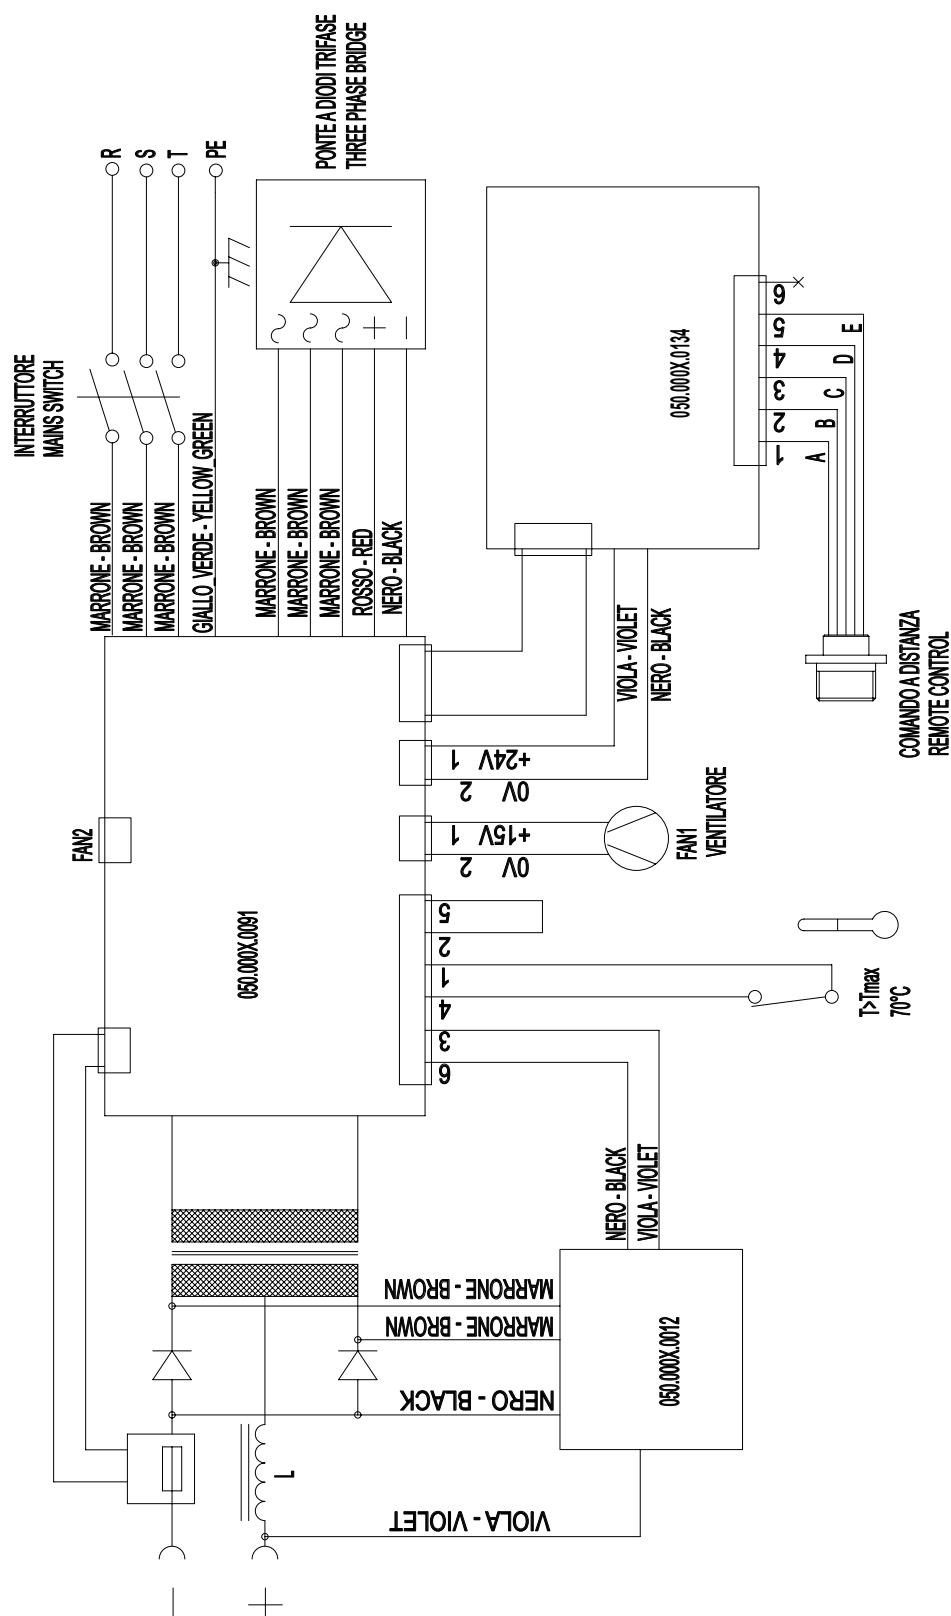 R
S
T
PE
PONTE A DIODI TRIFASE
THREE PHASE BRIDGE
INTERRUTTORE
MAINS SWITCH
MARRONE - BROWN
MARRONE - BROWN
MARRONE - BROWN
GIALLO_VERDE - YELLOW_GREEN
MARRONE - BROWN
MARRONE - BROWN
MARRONE - BROWN
ROSSO - RED
NERO - BLACK
+
-
050.000X.0134
6
5
4
3
2
1
E
D
C
B
A
COMANDO A DISTANZA
REMOTE CONTROL
VIOLA - VIOLET
NERO - BLACK
1 +24V
2 0V
1 +15V
2 0V
FAN1
VENTILATORE
FAN2
050.000X.0091
5
2
1
4
3
6
T>Tmax
70°C
NERO - BLACK
VIOLA - VIOLET
MARRONE - BROWN
MARRONE - BROWN
NERO - BLACK
VIOLA - VIOLET
050.000X.0012
L
-
+